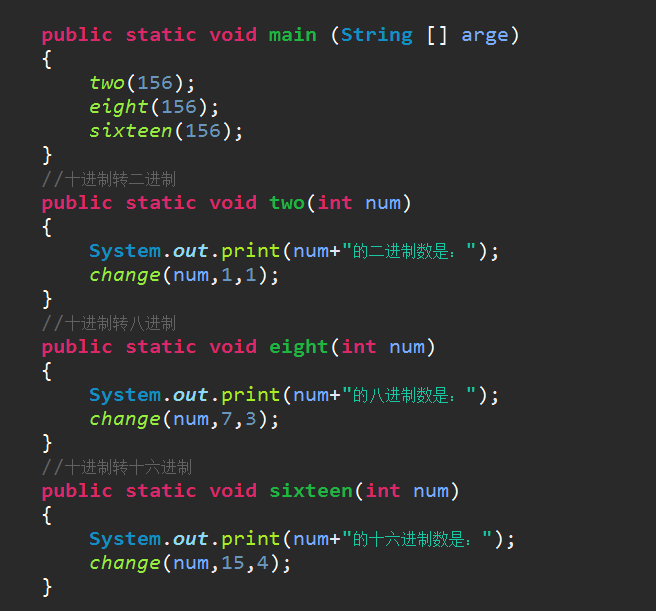 public static void main (String [] arge)
{
two(156);
eight(156);
sixteen(156);
}
//十进制转二进制
public static void two(int num)
{
System.out.print(num+"的二进制数是：");
change(num,1,1);
}
//十进制转八进制
public static void eight(int num)
{
System.out.print(num+"的八进制数是：");
change(num,7,3);
}
//十进制转十六进制
public static void sixteen(int num)
{
System.out.print(num+"的十六进制数是：");
change(num,15,4);
}